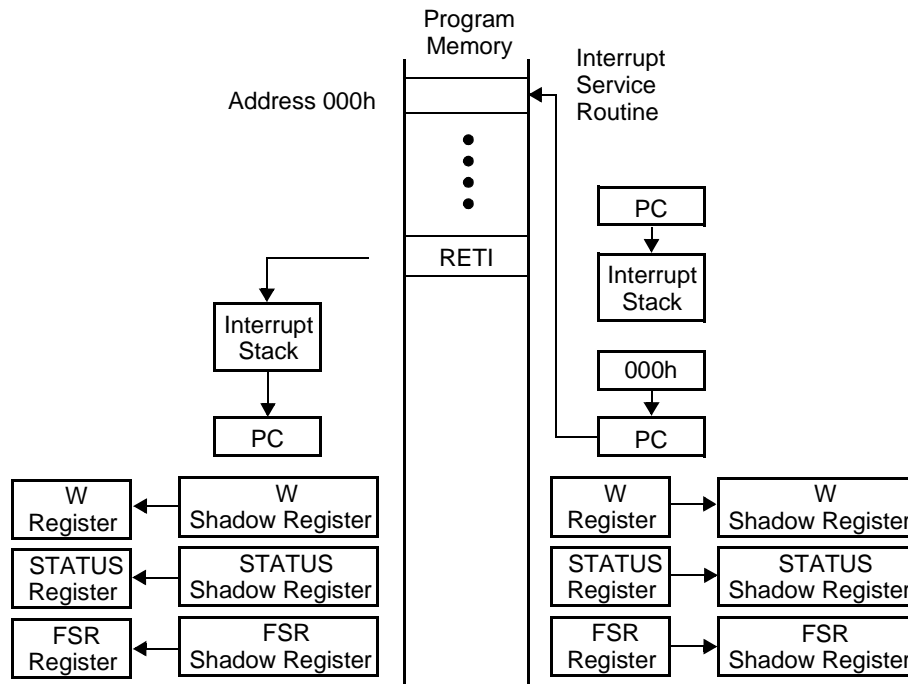 Program
Memory
Interrupt
Service
Routine
Address 000h
PC
RETI
Interrupt
Stack
Interrupt
Stack
000h
PC
PC
W
Register
W
Shadow Register
W
Register
W
Shadow Register
STATUS
Register
STATUS
Shadow Register
STATUS
Register
STATUS
Shadow Register
FSR
Register
FSR
Shadow Register
FSR
Register
FSR
Shadow Register